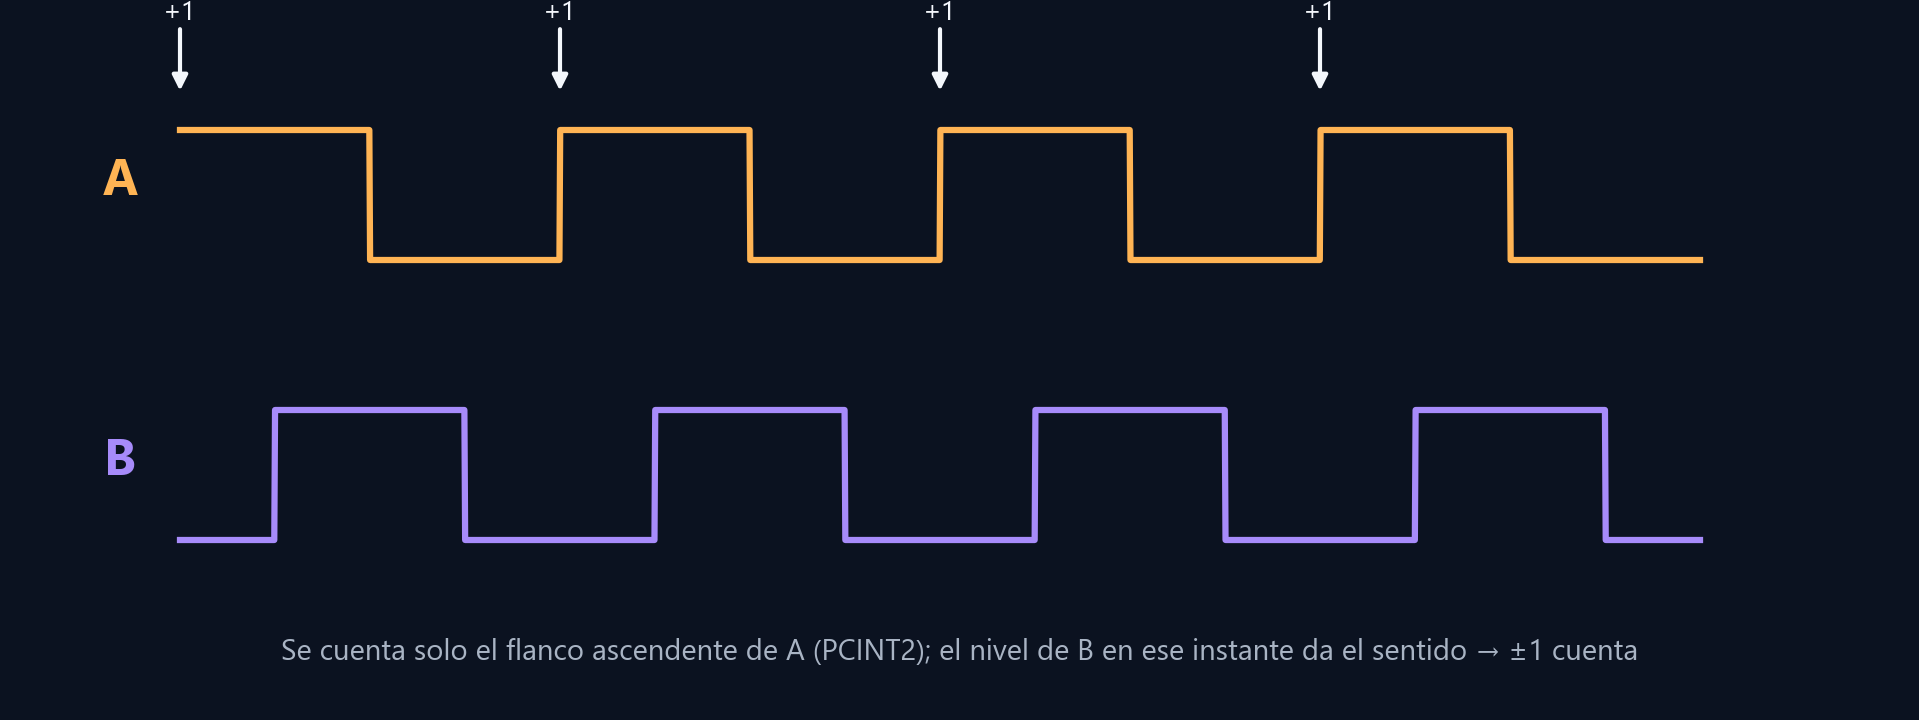 +1 +1 +1 +1
A
B
Se cuenta solo el flanco ascendente de A (PCINT2); el nivel de B en ese instante da el sentido → ±1 cuenta